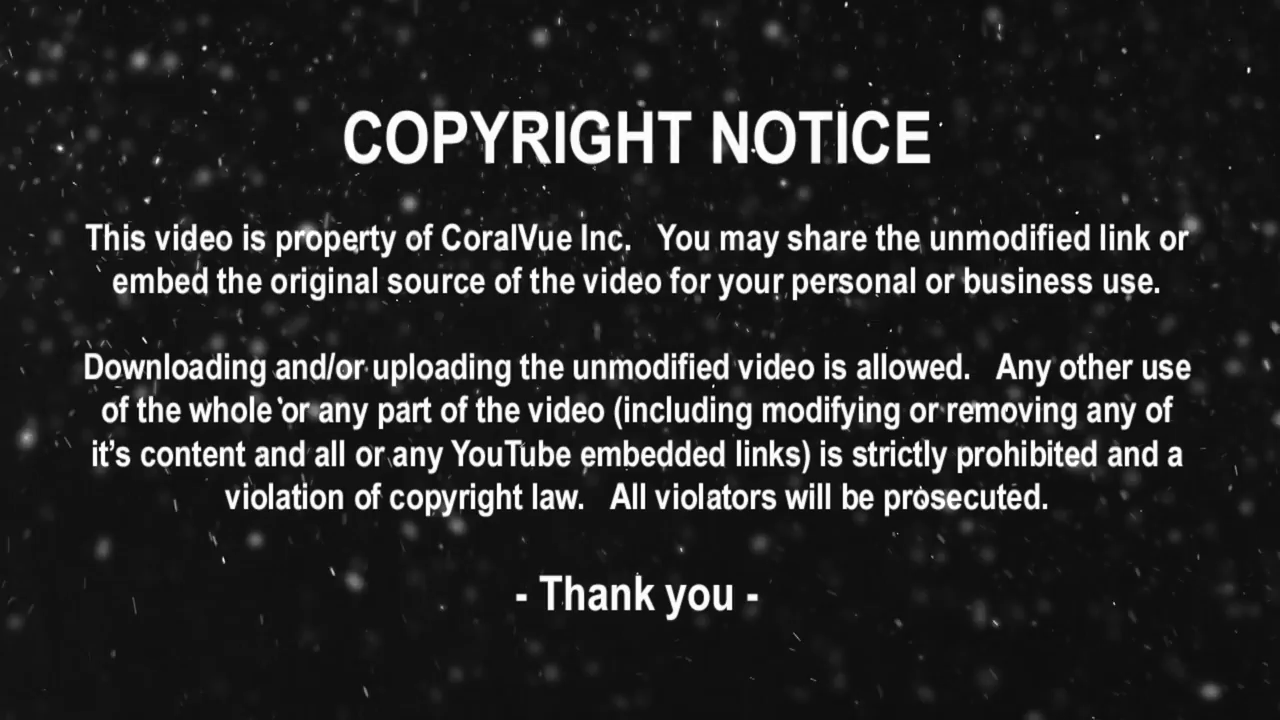 COPYRIGHT NOTICE
This video is property of CoralVue Inc.   You may share the unmodified link or
embed the original source of the video for your personal or business use.
Downloading and/or uploading the unmodified video is allowed.   Any other use
of the whole or any part of the video (including modifying or removing any of
it’s content and all or any YouTube embedded links) is strictly prohibited and a
violation of copyright law.   All violators will be prosecuted.
- Thank you -